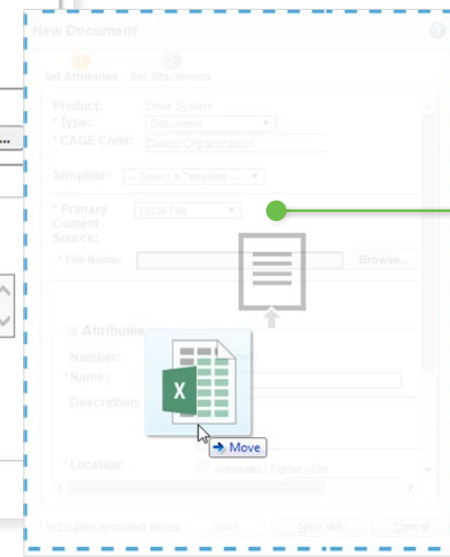 New Document
Set Attributes Set Attachments
Product: Drive System
* Type: Document
* CAGE Code: Demo Organization
Template: -- Select a Template --
* Primary Content Source: Local File
* File Name: Browse...
...
Attributes
Number:
* Name:
X
Description:
Move
* Location: Autoselect Folder
* Indicates required fields. Back Next Cancel